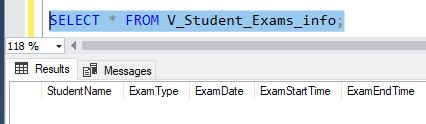 SELECT * FROM V_Student_Exams_info;
118 %
Results Messages
StudentName ExamType ExamDate ExamStartTime ExamEndTime